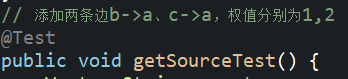 // 添加两条边b->a、c->a，权值分别为1,2
@Test
public void getSourceTest() {